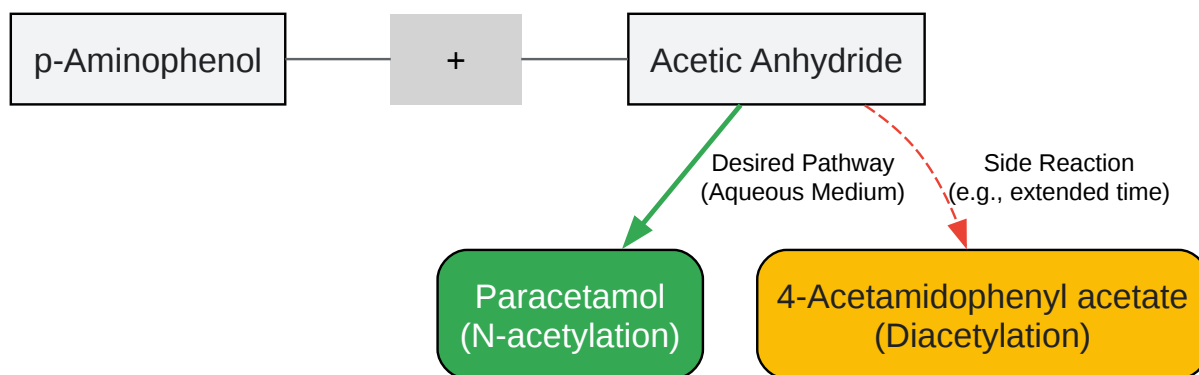 p-Aminophenol
+
Acetic Anhydride
Desired Pathway
(Aqueous Medium)
Side Reaction
(e.g., extended time)
Paracetamol
(N-acetylation)
4-Acetamidophenyl acetate
(Diacetylation)